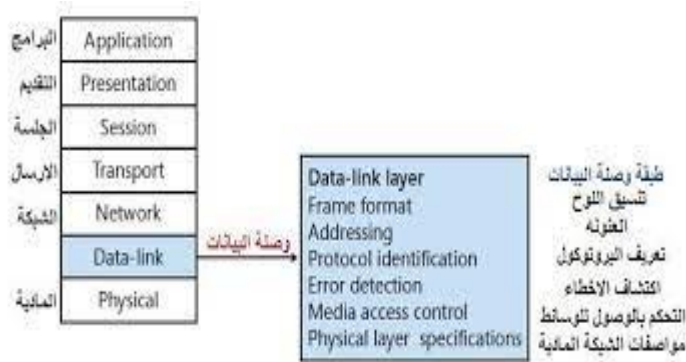 البرامج Application
التقديم Presentation
الجلسة Session
الارسال Transport
الشبكة Network
Data-link وصلة البيانات
المادية Physical
Data-link layer طبقة وصلة البيانات
Frame format تنسيق اللوح
Addressing العنونه
Protocol identification تعريف البروتوكول
Error detection اكتشاف الاخطاء
Media access control التحكم بالوصول للوسائط
Physical layer specifications مواصفات الشبكة المادية